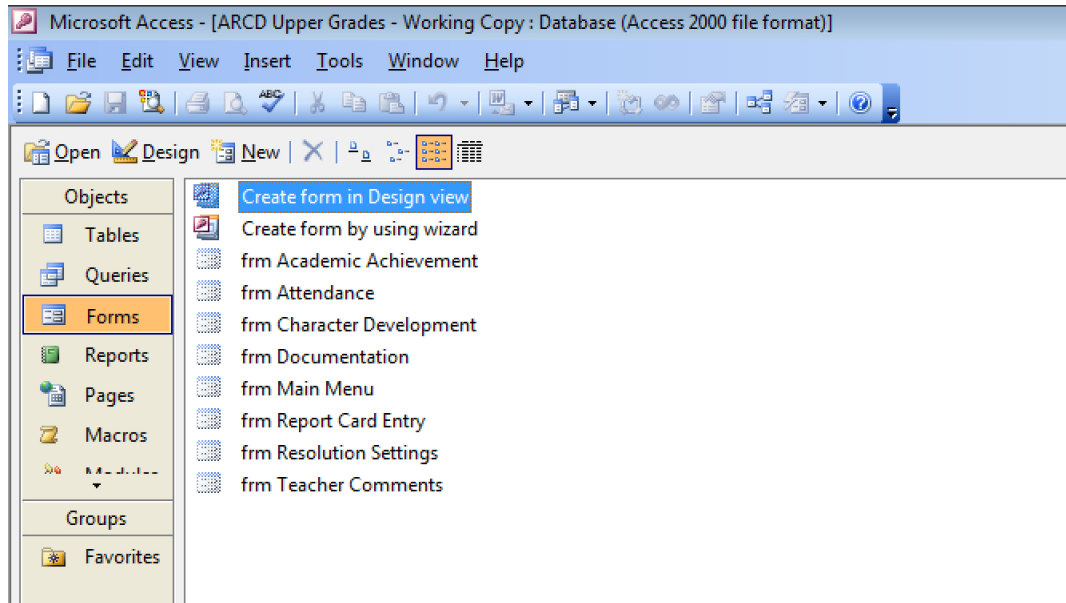 Microsoft Access - [ARCD Upper Grades - Working Copy : Database (Access 2000 file format)]
File Edit View Insert Tools Window Help
Open Design New
Objects
Tables
Queries
Forms
Reports
Pages
Macros
Modules
Groups
Favorites
Create form in Design view
Create form by using wizard
frm Academic Achievement
frm Attendance
frm Character Development
frm Documentation
frm Main Menu
frm Report Card Entry
frm Resolution Settings
frm Teacher Comments